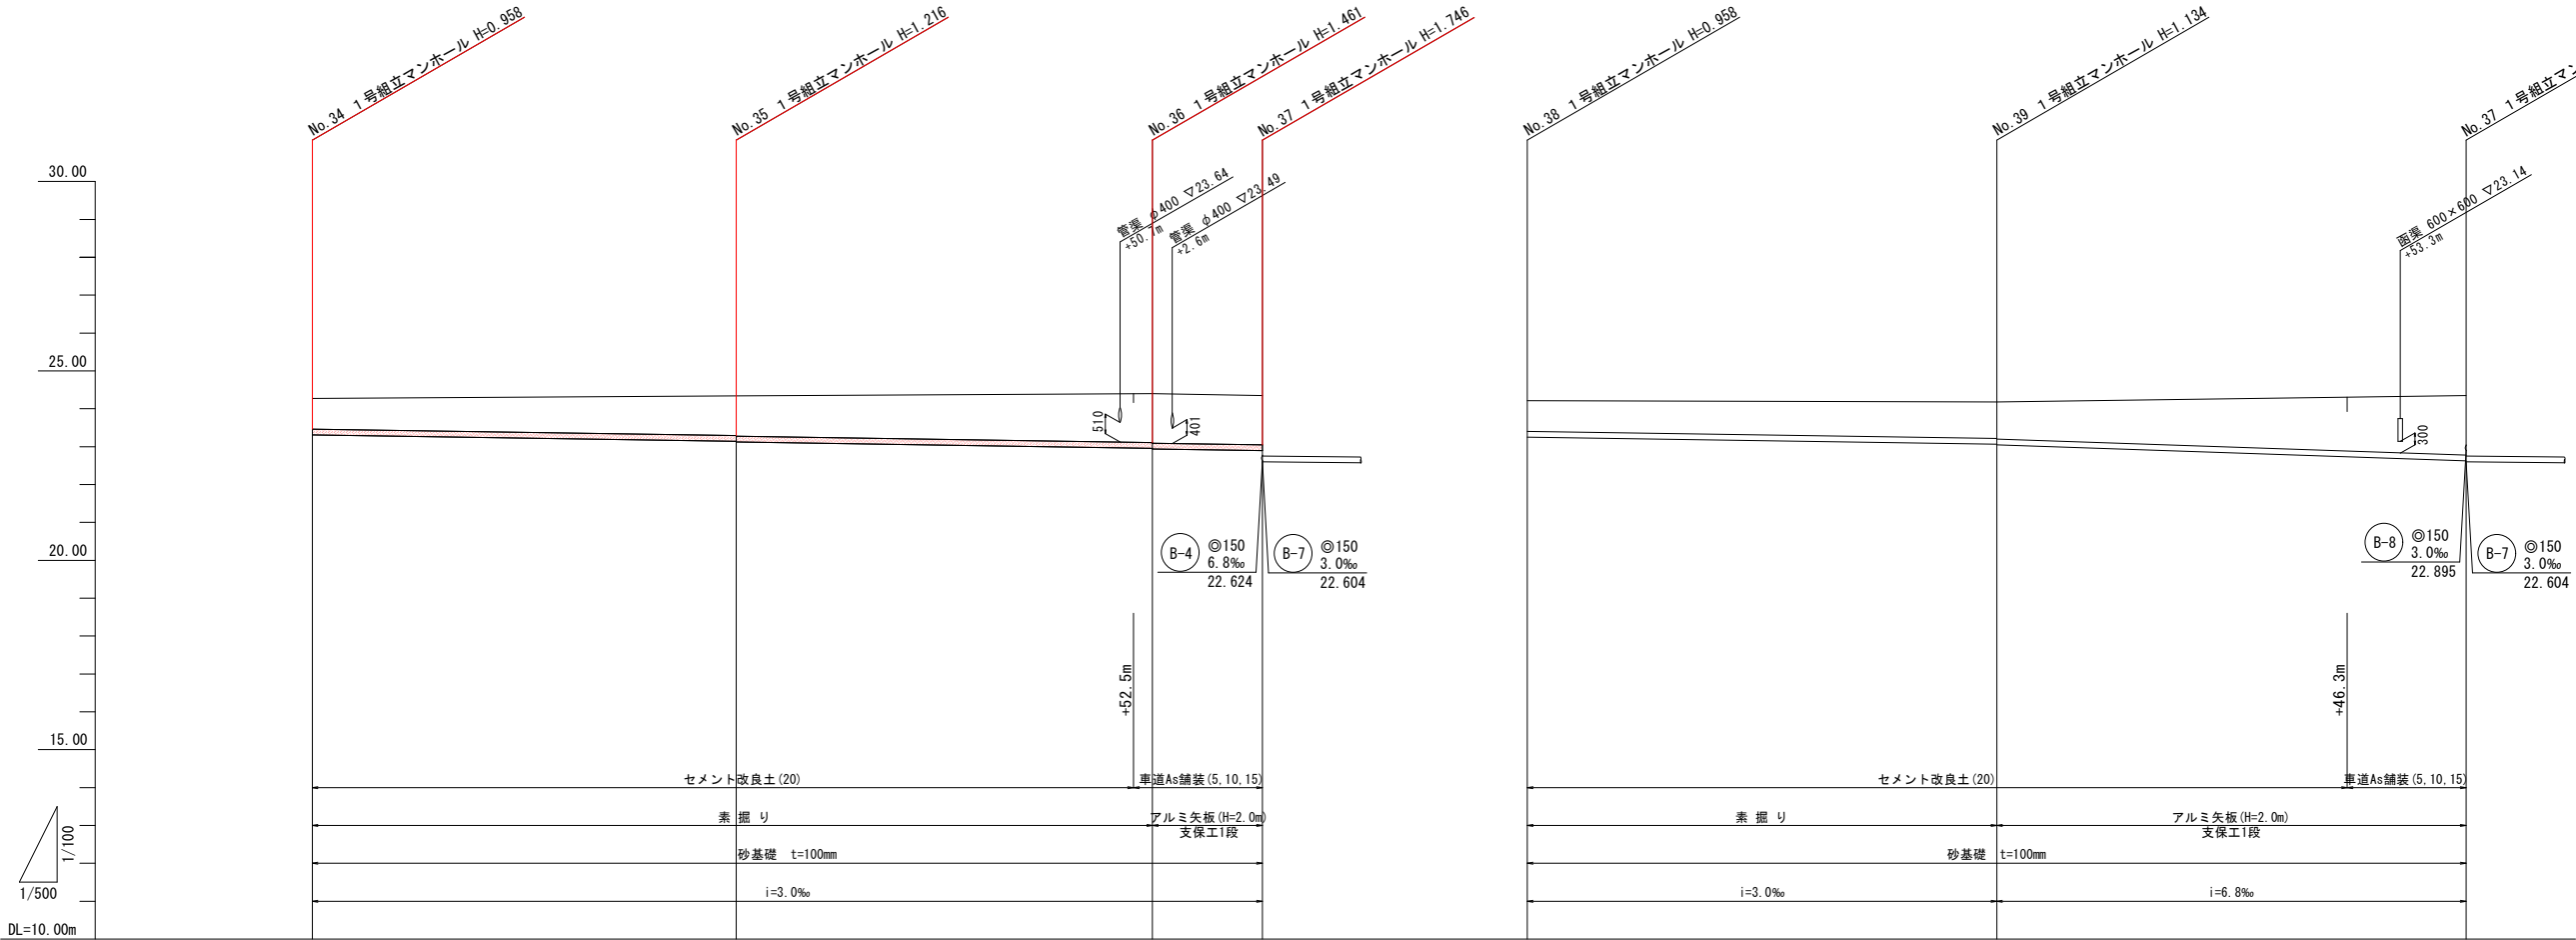 No.34 1号組立マンホール H=0.958
No.35 1号組立マンホール H=1.216
No.36 1号組立マンホール H=1.461
No.37 1号組立マンホール H=1.746
No.38 1号組立マンホール H=0.958
No.39 1号組立マンホール H=1.134
No.37 1号組立マン
管渠 φ400 ▽23.64
+50.7m
管渠 φ400 ▽23.49
+2.6m
函渠 600×600 ▽23.14
+53.3m
30.00
25.00
20.00
15.00
DL=10.00m
1/100
1/500
510
401
300
B-4 ◎150
6.8‰
22.624
B-7 ◎150
3.0‰
22.604
B-8 ◎150
3.0‰
22.895
B-7 ◎150
3.0‰
22.604
+52.5m
+46.3m
セメント改良土(20)
車道As舗装(5,10,15)
セメント改良土(20)
車道As舗装(5,10,15)
素 掘 り
アルミ矢板(H=2.0m)
支保工1段
素 掘 り
アルミ矢板(H=2.0m)
支保工1段
砂基礎 t=100mm
砂基礎 t=100mm
i=3.0‰
i=3.0‰
i=6.8‰